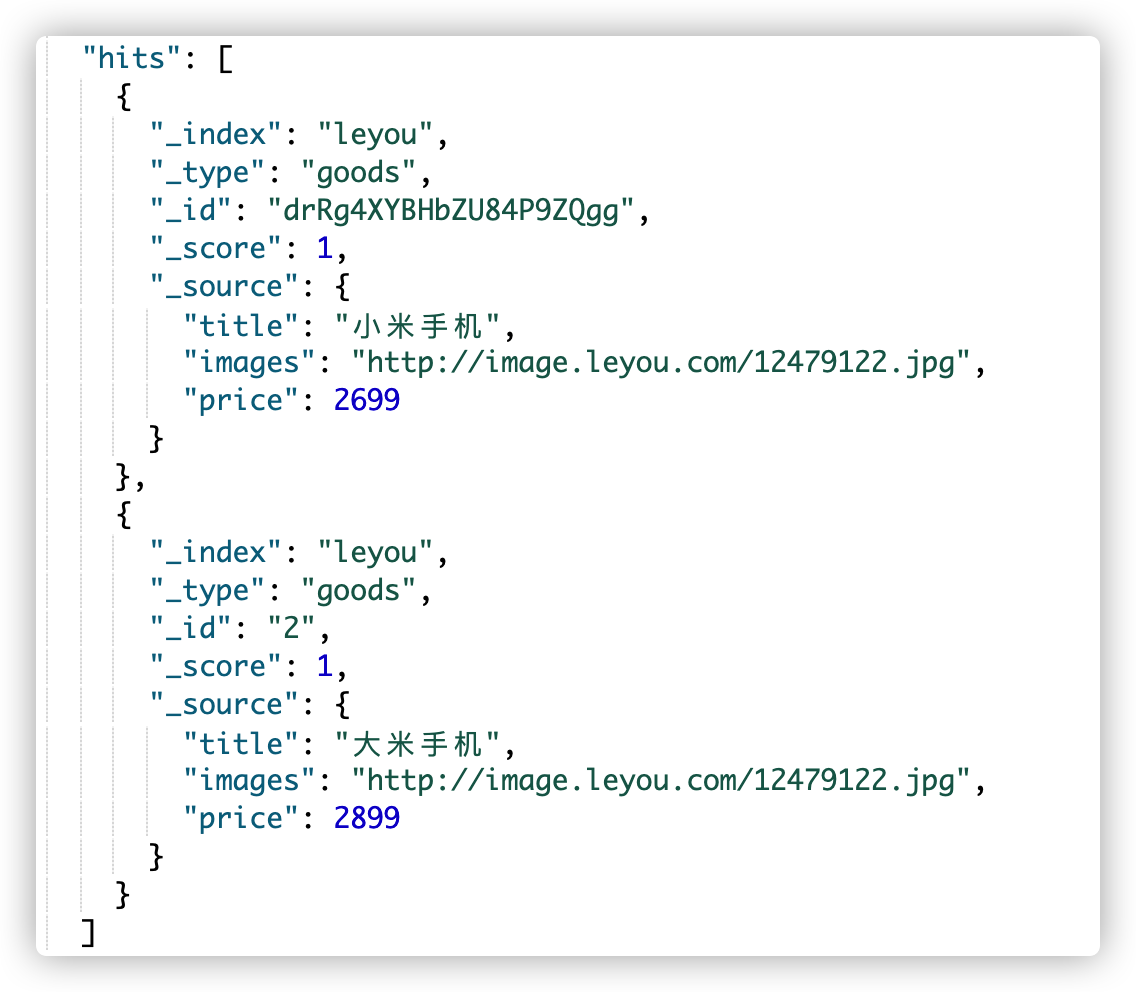 "hits": [
{
"_index": "leyou",
"_type": "goods",
"_id": "drRg4XYBHbZU84P9ZQgg",
"_score": 1,
"_source": {
"title": "小米手机",
"images": "http://image.leyou.com/12479122.jpg",
"price": 2699
}
},
{
"_index": "leyou",
"_type": "goods",
"_id": "2",
"_score": 1,
"_source": {
"title": "大米手机",
"images": "http://image.leyou.com/12479122.jpg",
"price": 2899
}
}
]